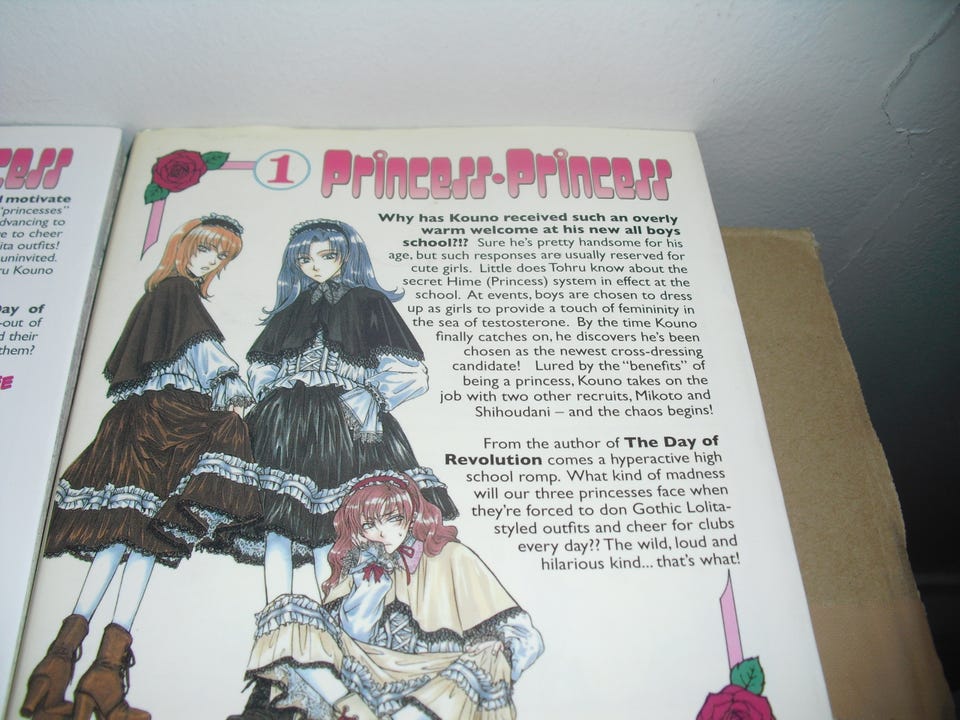 cess
motivate
"princesses"
dvancing to
e to cheer
ita outfits!
uninvited.
ru Kouno
ay of
-out of
d their
them?
1 Princess·Princess
Why has Kouno received such an overly
warm welcome at his new all boys
school?!? Sure he's pretty handsome for his
age, but such responses are usually reserved for
cute girls. Little does Tohru know about the
secret Hime (Princess) system in effect at the
school. At events, boys are chosen to dress
up as girls to provide a touch of femininity in
the sea of testosterone. By the time Kouno
finally catches on, he discovers he's been
chosen as the newest cross-dressing
candidate! Lured by the "benefits" of
being a princess, Kouno takes on the
job with two other recruits, Mikoto and
Shihoudani – and the chaos begins!
From the author of The Day of
Revolution comes a hyperactive high
school romp. What kind of madness
will our three princesses face when
they're forced to don Gothic Lolita-
styled outfits and cheer for clubs
every day?? The wild, loud and
hilarious kind... that's what!